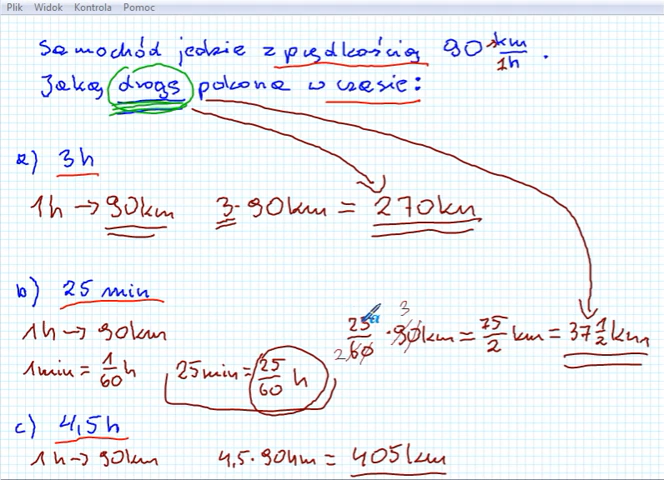 Plik Widok Kontrola Pomoc
Samochód jedzie z prędkością 90 km/1h.
Jaką drogę pokona w czasie:
a) 3h
1h → 90km 3·90km = 270km
b) 25 min
1h → 90km 25/60 · 90km = 75/2 km = 37 1/2 km
2 3
1min = 1/60 h 25min = 25/60 h
c) 4,5h
1h → 90km 4,5·90km = 405km